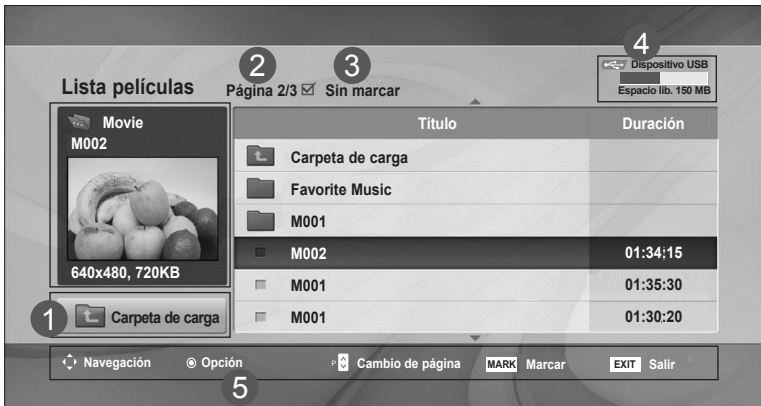 2 3 4
Dispositivo USB
Lista películas Página 2/3 Sin marcar
Espacio lib. 150 MB
Movie
M002
Título Duración
Carpeta de carga
Favorite Music
M001
M002 01:34:15
640x480, 720KB
M001 01:35:30
1 Carpeta de carga
M001 01:30:20
Navegación Opción P Cambio de página MARK Marcar EXIT Salir
5